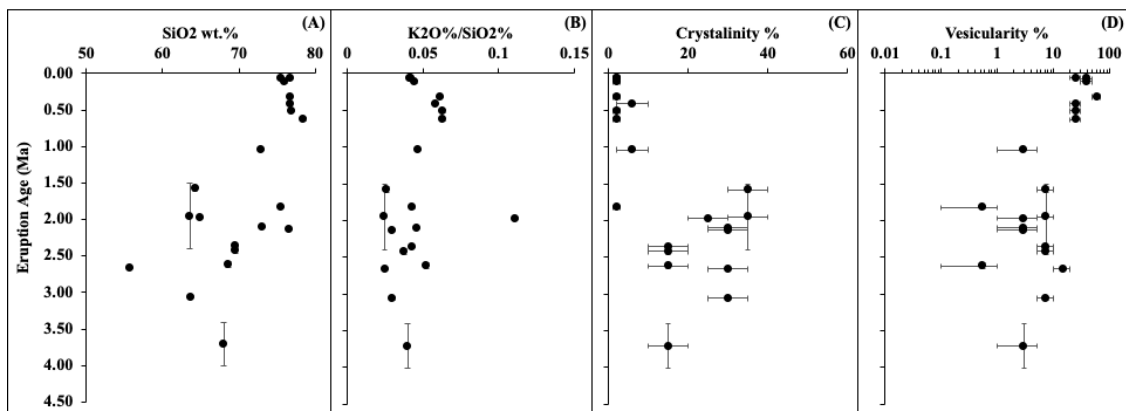 (A) (B) (C) (D)
SiO2 wt.% K2O%/SiO2% Crystalinity % Vesicularity %
50 60 70 80 0 0.05 0.1 0.15 0 20 40 60 0.01 0.1 1 10 100
Eruption Age (Ma)
0.00
0.50
1.00
1.50
2.00
2.50
3.00
3.50
4.00
4.50